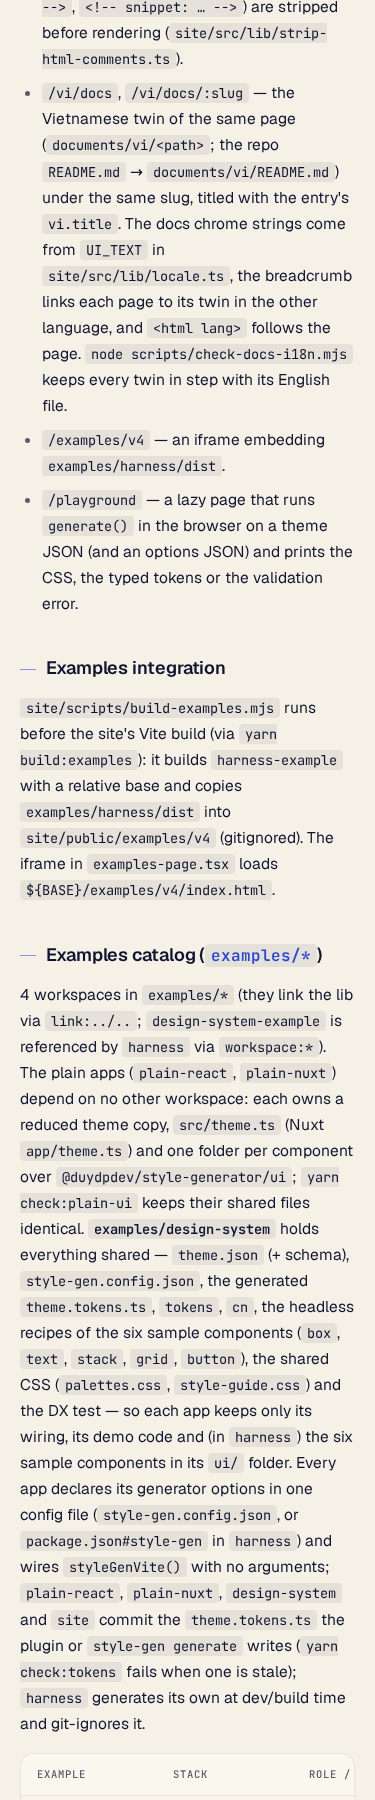 -->, <!-- snippet: … -->) are stripped
before rendering (site/src/lib/strip-
html-comments.ts).
/vi/docs, /vi/docs/:slug — the
Vietnamese twin of the same page
(documents/vi/<path>; the repo
README.md → documents/vi/README.md)
under the same slug, titled with the entry's
vi.title. The docs chrome strings come
from UI_TEXT in
site/src/lib/locale.ts, the breadcrumb
links each page to its twin in the other
language, and <html lang> follows the
page. node scripts/check-docs-i18n.mjs
keeps every twin in step with its English
file.
/examples/v4 — an iframe embedding
examples/harness/dist.
/playground — a lazy page that runs
generate() in the browser on a theme
JSON (and an options JSON) and prints the
CSS, the typed tokens or the validation
error.
— Examples integration
site/scripts/build-examples.mjs runs
before the site's Vite build (via yarn
build:examples): it builds harness-example
with a relative base and copies
examples/harness/dist into
site/public/examples/v4 (gitignored). The
iframe in examples-page.tsx loads
${BASE}/examples/v4/index.html.
— Examples catalog (examples/*)
4 workspaces in examples/* (they link the lib
via link:../..; design-system-example is
referenced by harness via workspace:*).
The plain apps (plain-react, plain-nuxt)
depend on no other workspace: each owns a
reduced theme copy, src/theme.ts (Nuxt
app/theme.ts) and one folder per component
over @duydpdev/style-generator/ui; yarn
check:plain-ui keeps their shared files
identical. examples/design-system holds
everything shared — theme.json (+ schema),
style-gen.config.json, the generated
theme.tokens.ts, tokens, cn, the headless
recipes of the six sample components (box,
text, stack, grid, button), the shared
CSS (palettes.css, style-guide.css) and
the DX test — so each app keeps only its
wiring, its demo code and (in harness) the six
sample components in its ui/ folder. Every
app declares its generator options in one
config file (style-gen.config.json, or
package.json#style-gen in harness) and
wires styleGenVite() with no arguments;
plain-react, plain-nuxt, design-system
and site commit the theme.tokens.ts the
plugin or style-gen generate writes (yarn
check:tokens fails when one is stale);
harness generates its own at dev/build time
and git-ignores it.
EXAMPLE STACK ROLE /